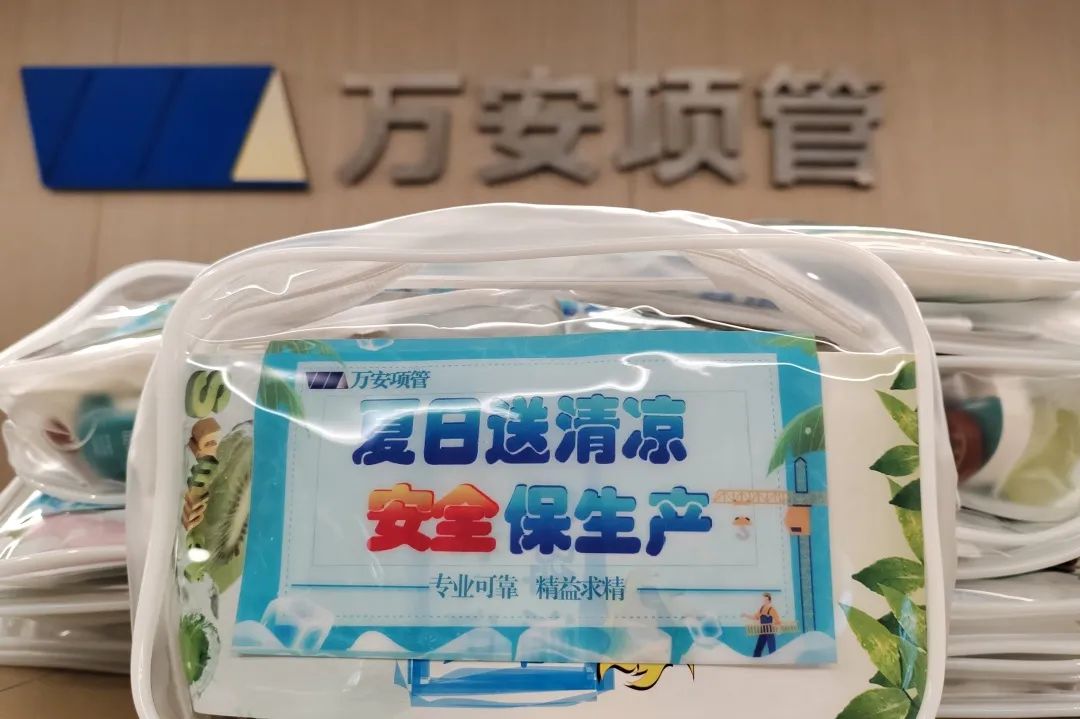 万安项管
万安项管
夏日送清凉
安全保生产
专业可靠 精益求精